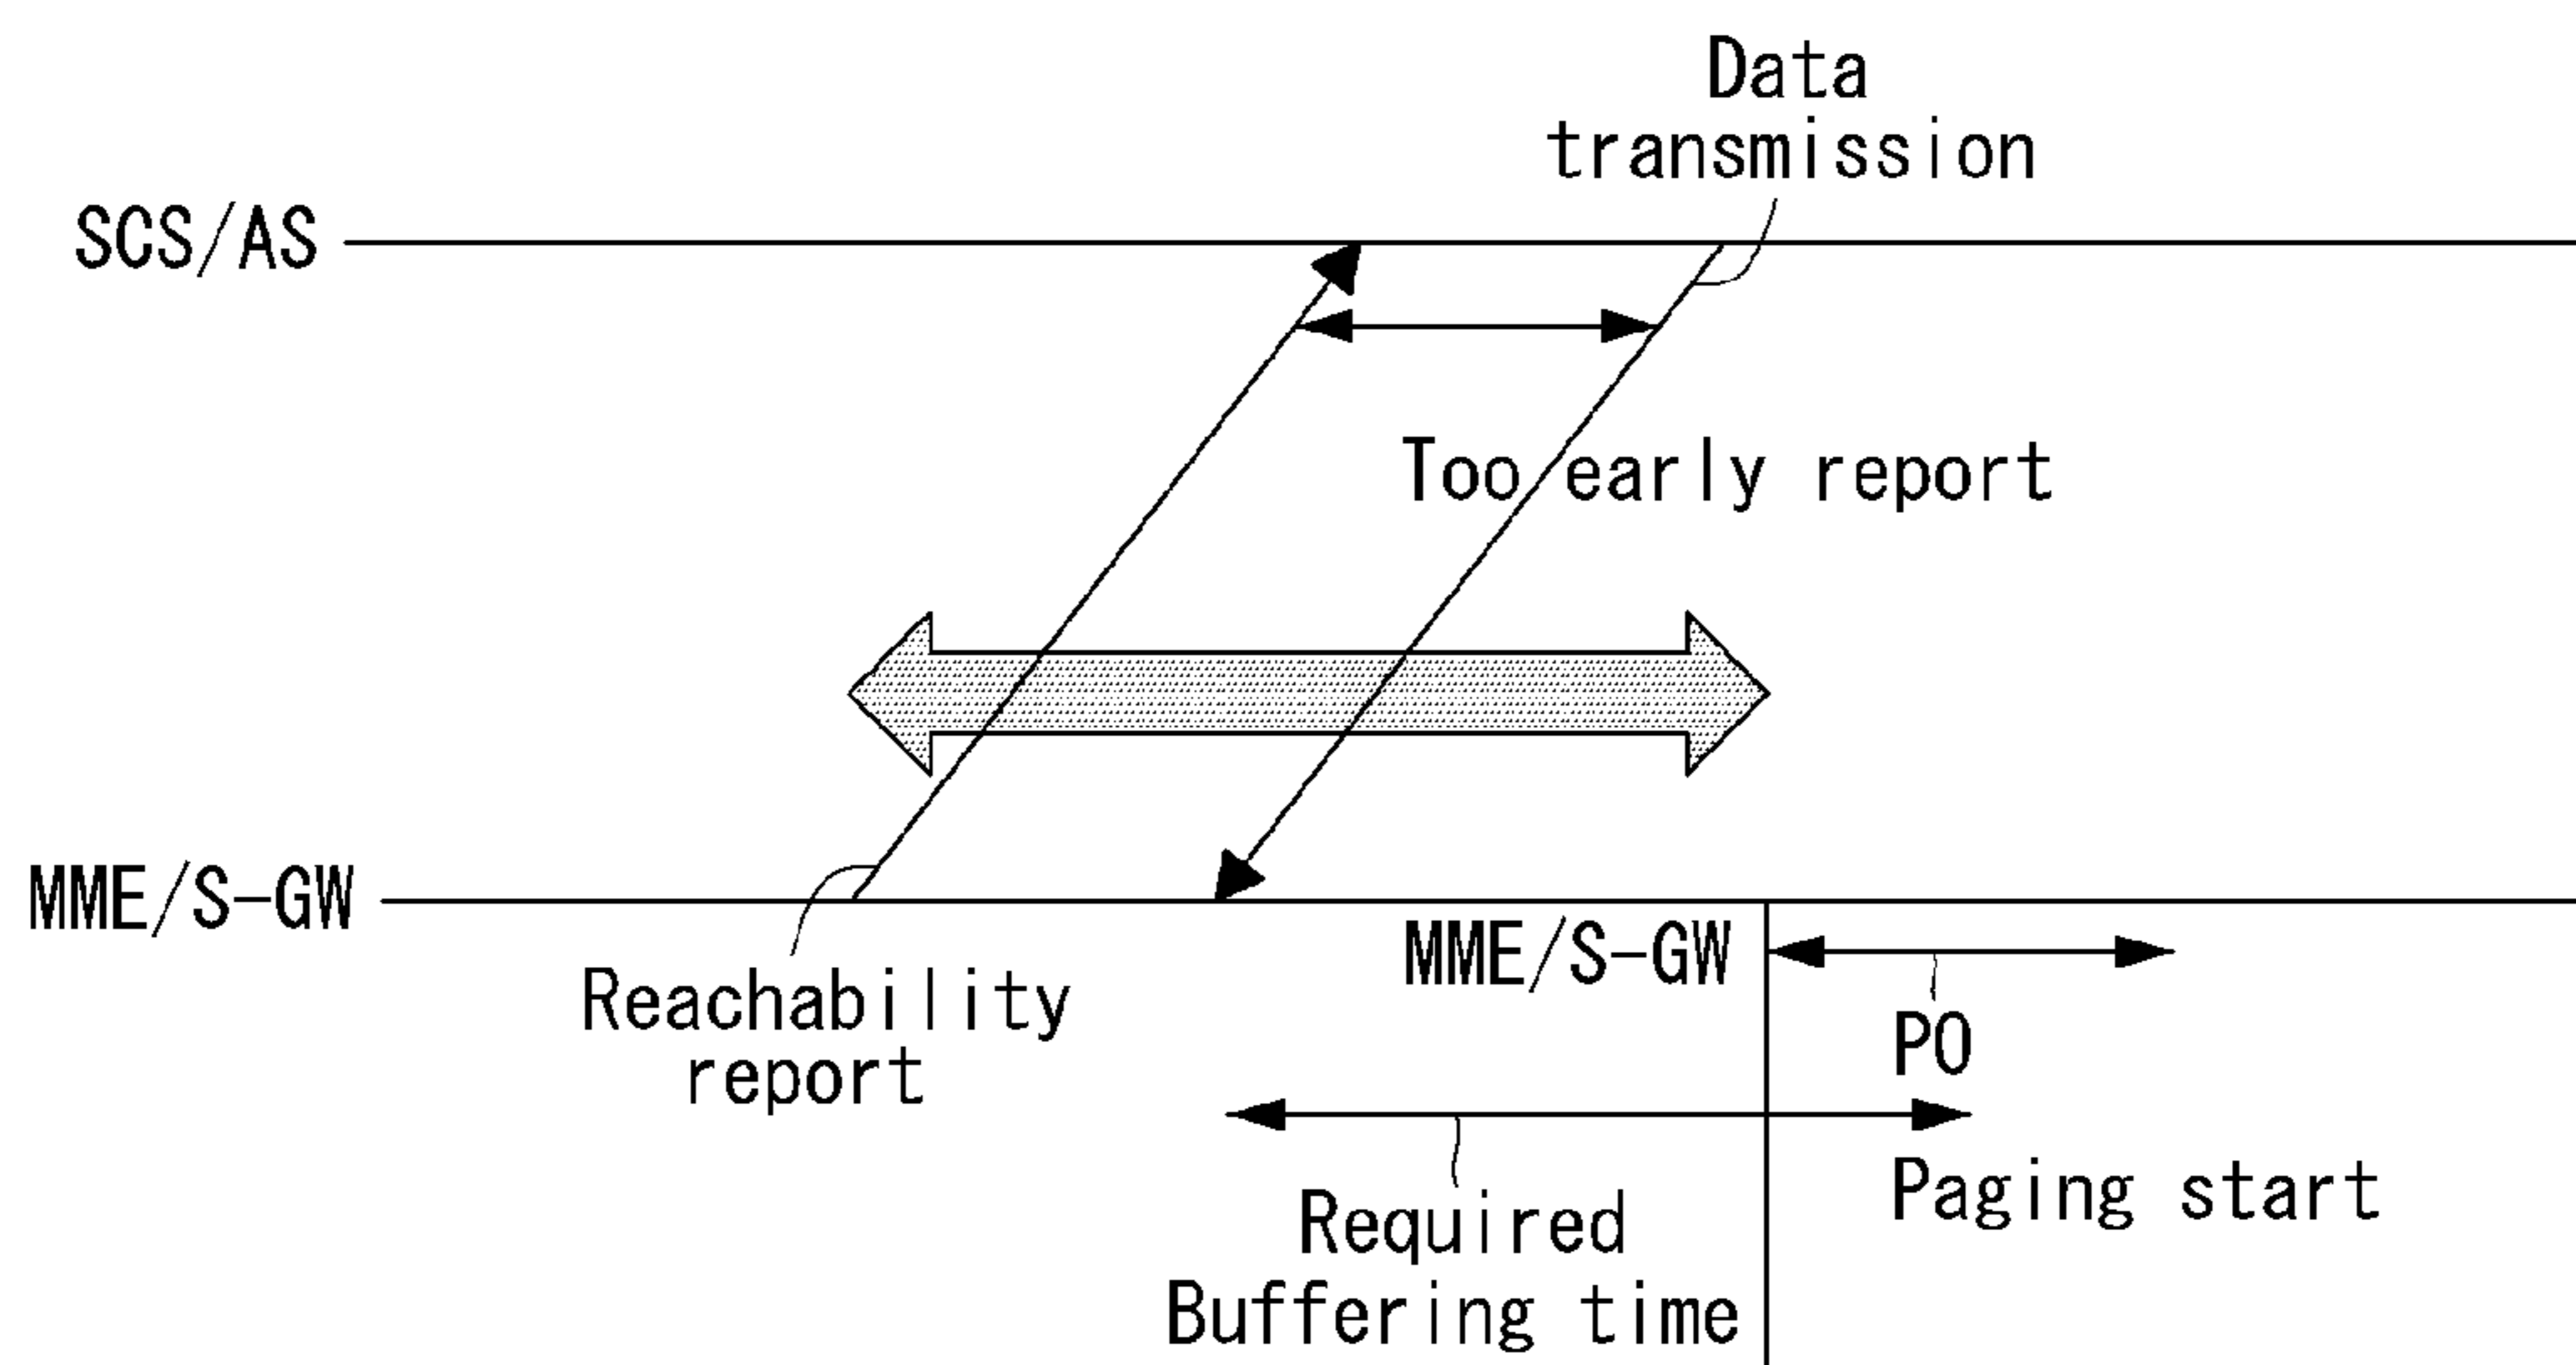 Data
transmission
SCS/AS
Too early report
MME/S-GW
MME/S-GW
Reachability
report
PO
Paging start
Required
Buffering time